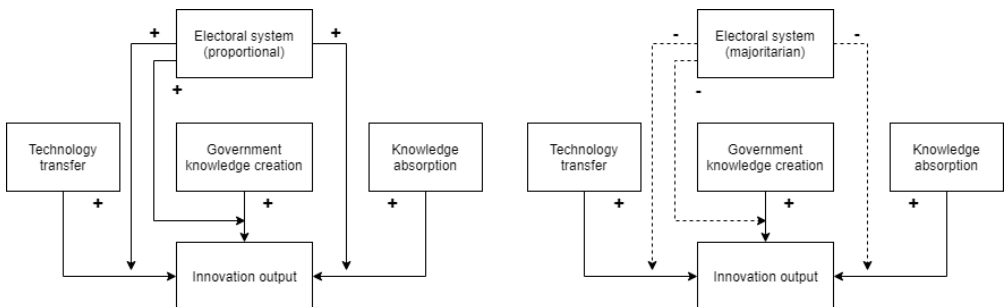 +
Electoral system
(proportional)
+
+
Technology
transfer
Government
knowledge creation
Knowledge
absorption
+
+
+
Innovation output
-
Electoral system
(majoritarian)
-
-
Technology
transfer
Government
knowledge creation
Knowledge
absorption
+
+
+
Innovation output